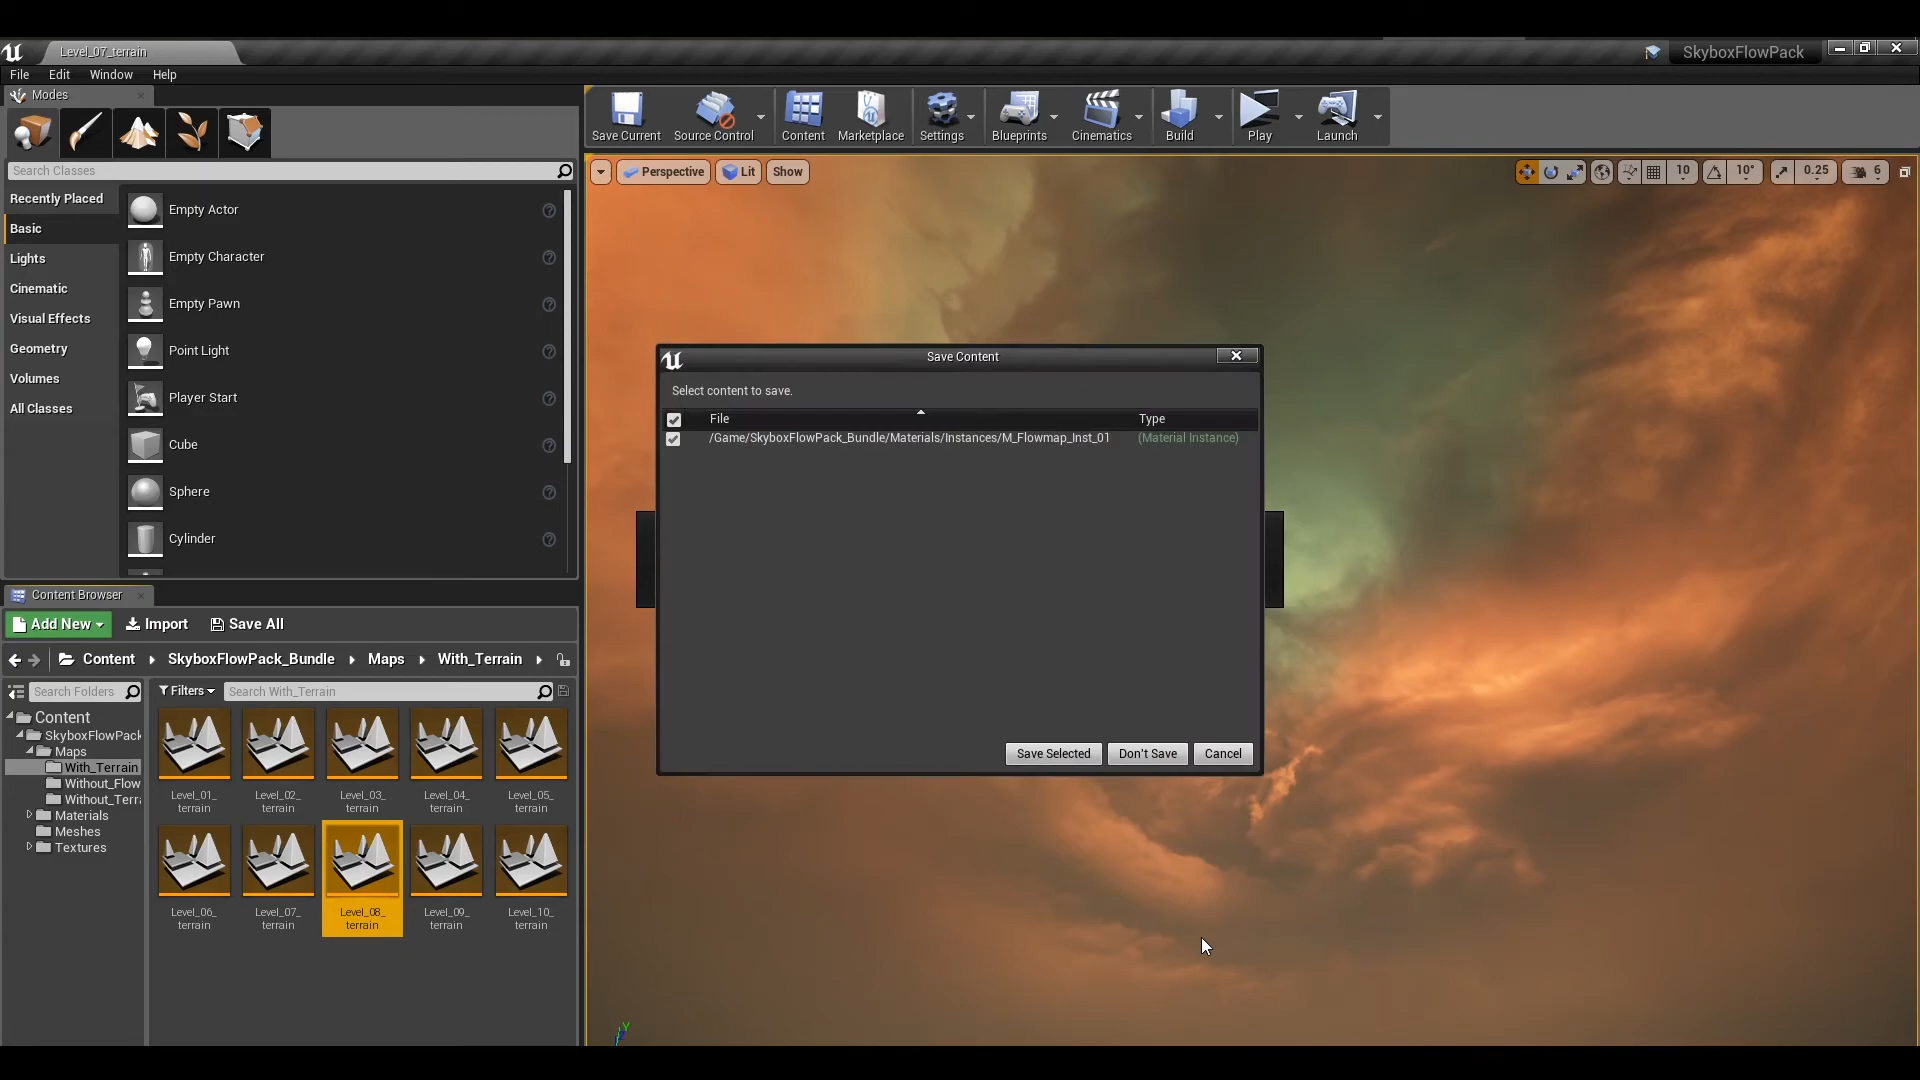 Level_07_terrain
SkyboxFlowPack
File Edit Window Help
Modes
Search Classes
Recently Placed
Basic
Lights
Cinematic
Visual Effects
Geometry
Volumes
All Classes
Empty Actor
Empty Character
Empty Pawn
Point Light
Player Start
Cube
Sphere
Cylinder
Save Current Source Control Content Marketplace Settings Blueprints Cinematics Build Play Launch
Perspective Lit Show
10 10° 0.25 6
Save Content
Select content to save.
File Type
/Game/SkyboxFlowPack_Bundle/Materials/Instances/M_Flowmap_Inst_01 (Material Instance)
Save Selected Don't Save Cancel
Content Browser
Add New Import Save All
Content SkyboxFlowPack_Bundle Maps With_Terrain
Search Folders
Filters Search With_Terrain
Content
SkyboxFlowPack
Maps
With_Terrain
Without_Flow
Without_Terra
Materials
Meshes
Textures
Level_01_ Level_02_ Level_03_ Level_04_ Level_05_
terrain terrain terrain terrain terrain
Level_06_ Level_07_ Level_08_ Level_09_ Level_10_
terrain terrain terrain terrain terrain
Y